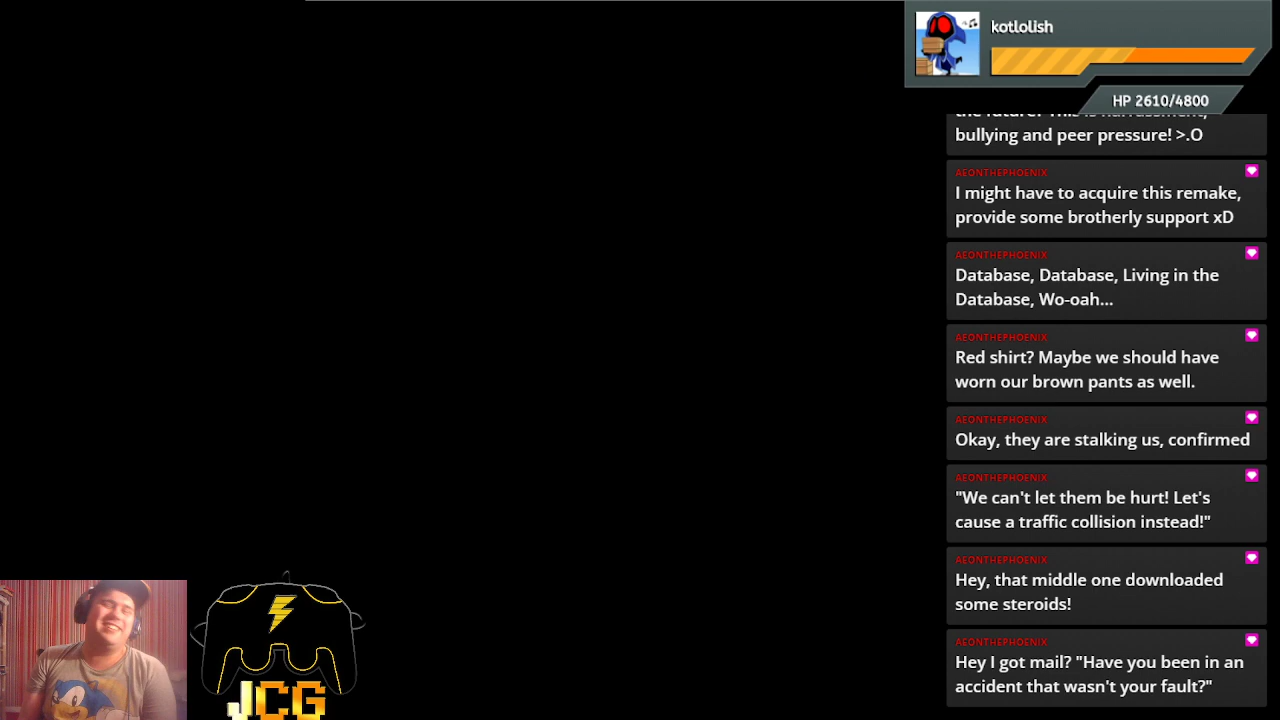 kotlolish
HP 2610/4800
bullying and peer pressure! >.O
AEONTHEPHOENIX
I might have to acquire this remake,
provide some brotherly support xD
AEONTHEPHOENIX
Database, Database, Living in the
Database, Wo-oah...
AEONTHEPHOENIX
Red shirt? Maybe we should have
worn our brown pants as well.
AEONTHEPHOENIX
Okay, they are stalking us, confirmed
AEONTHEPHOENIX
"We can't let them be hurt! Let's
cause a traffic collision instead!"
AEONTHEPHOENIX
Hey, that middle one downloaded
some steroids!
AEONTHEPHOENIX
Hey I got mail? "Have you been in an
accident that wasn't your fault?"
JCG